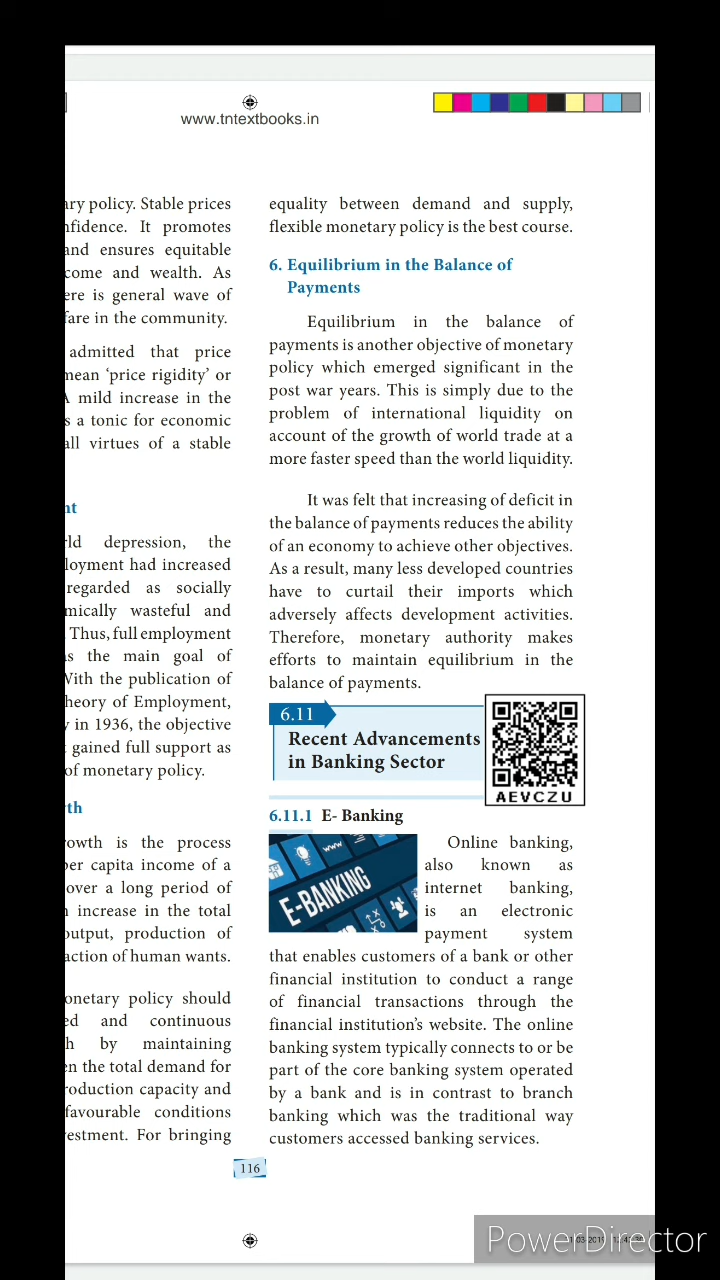 www.tntextbooks.in
ary policy. Stable prices
nfidence. It promotes
and ensures equitable
come and wealth. As
ere is general wave of
fare in the community.
admitted that price
mean ‘price rigidity’ or
A mild increase in the
s a tonic for economic
all virtues of a stable
nt
rld depression, the
loyment had increased
regarded as socially
mically wasteful and
. Thus, full employment
as the main goal of
With the publication of
heory of Employment,
y in 1936, the objective
t gained full support as
of monetary policy.
th
rowth is the process
per capita income of a
over a long period of
n increase in the total
output, production of
action of human wants.
onetary policy should
ed and continuous
h by maintaining
en the total demand for
roduction capacity and
favourable conditions
vestment. For bringing
equality between demand and supply,
flexible monetary policy is the best course.
6. Equilibrium in the Balance of
Payments
Equilibrium in the balance of
payments is another objective of monetary
policy which emerged significant in the
post war years. This is simply due to the
problem of international liquidity on
account of the growth of world trade at a
more faster speed than the world liquidity.
It was felt that increasing of deficit in
the balance of payments reduces the ability
of an economy to achieve other objectives.
As a result, many less developed countries
have to curtail their imports which
adversely affects development activities.
Therefore, monetary authority makes
efforts to maintain equilibrium in the
balance of payments.
6.11
Recent Advancements
in Banking Sector
AEVCZU
6.11.1 E- Banking
www
E-BANKING
Online banking,
also known as
internet banking,
is an electronic
payment system
that enables customers of a bank or other
financial institution to conduct a range
of financial transactions through the
financial institution’s website. The online
banking system typically connects to or be
part of the core banking system operated
by a bank and is in contrast to branch
banking which was the traditional way
customers accessed banking services.
116
PowerDirector